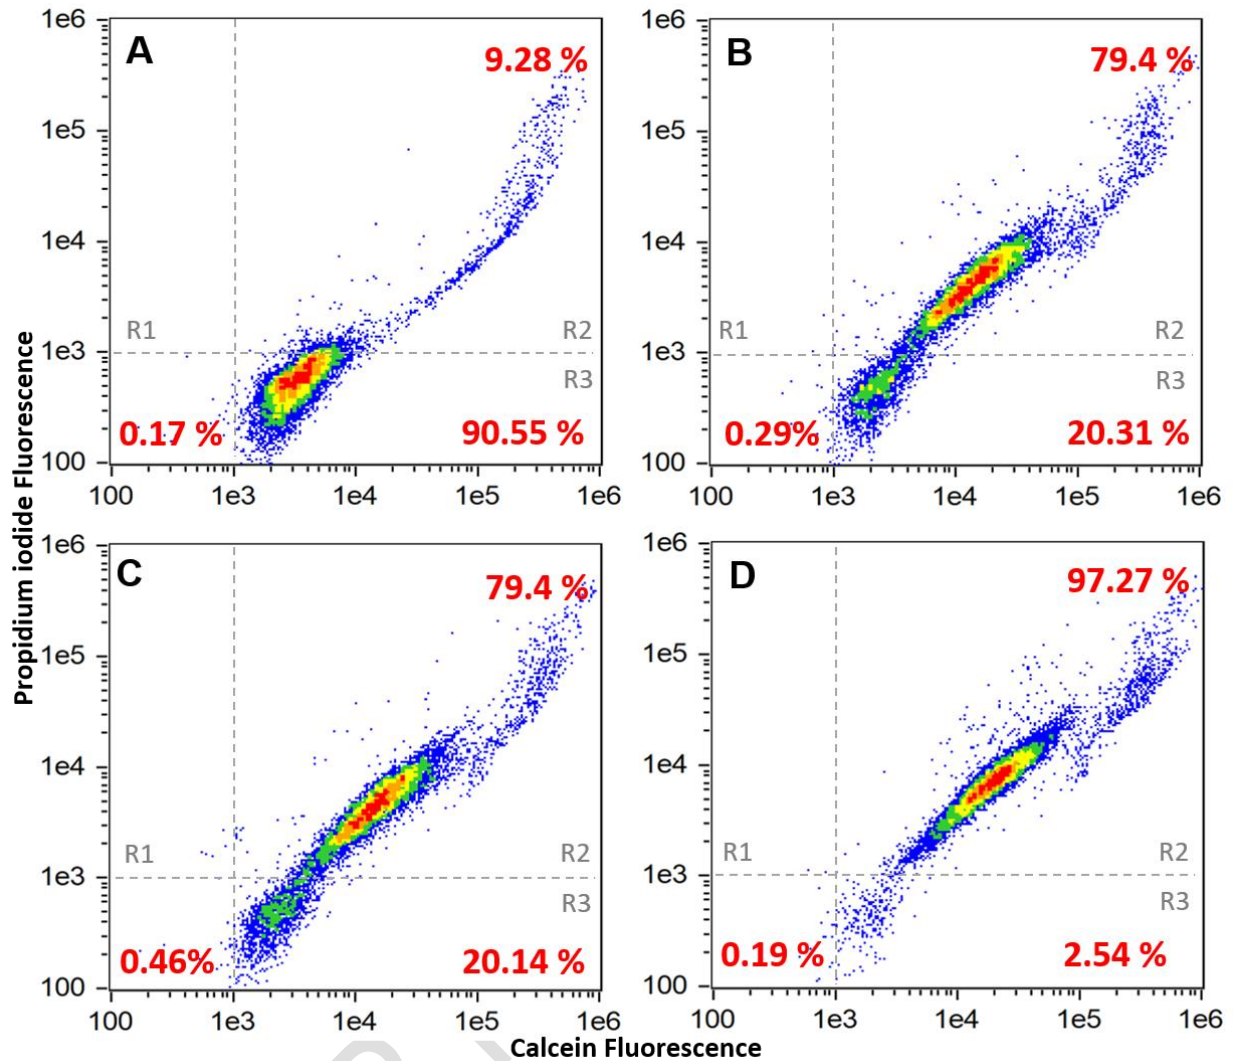 1e6
A
9.28 %
1e5
1e4
R1
R2
1e3
R3
0.17 %
90.55 %
100
100 1e3 1e4 1e5 1e6
1e6
B
79.4 %
1e5
1e4
R1
R2
1e3
R3
0.29%
20.31 %
100
100 1e3 1e4 1e5 1e6
Propidium iodide Fluorescence
1e6
C
79.4 %
1e5
1e4
R1
R2
1e3
R3
0.46%
20.14 %
100
100 1e3 1e4 1e5 1e6
1e6
D
97.27 %
1e5
1e4
R1
R2
1e3
R3
0.19 %
2.54 %
100
100 1e3 1e4 1e5 1e6
Calcein Fluorescence